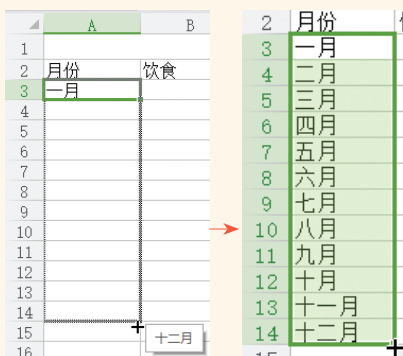 A B
1
2 月份 饮食
3 一月
4
5
6
7
8
9
10
11
12
13
14
15
16
十二月
2 月份
3 一月
4 二月
5 三月
6 四月
7 五月
8 六月
9 七月
10 八月
11 九月
12 十月
13 十一月
14 十二月